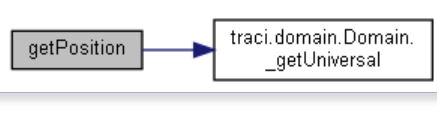 getPosition
traci.domain.Domain.
_getUniversal